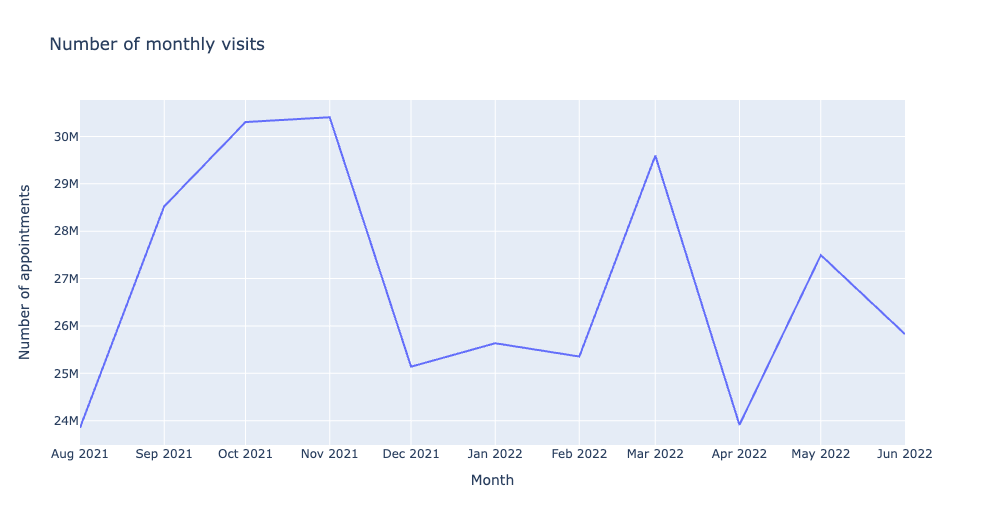 Number of monthly visits
Number of appointments
30M
29M
28M
27M
26M
25M
24M
Aug 2021 Sep 2021 Oct 2021 Nov 2021 Dec 2021 Jan 2022 Feb 2022 Mar 2022 Apr 2022 May 2022 Jun 2022
Month